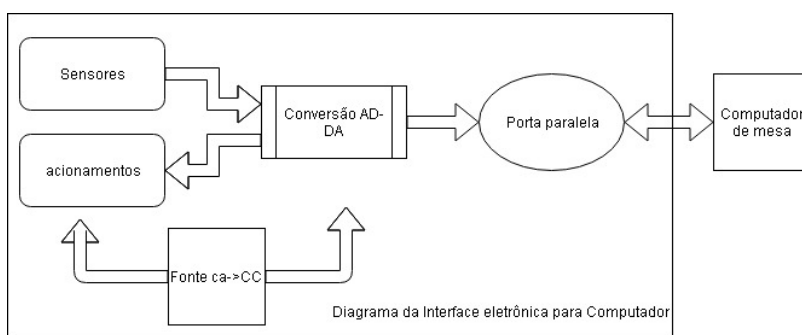 Sensores
Conversão AD-
DA
Porta paralela
Computador
de mesa
acionamentos
Fonte ca->CC
Diagrama da Interface eletrônica para Computador